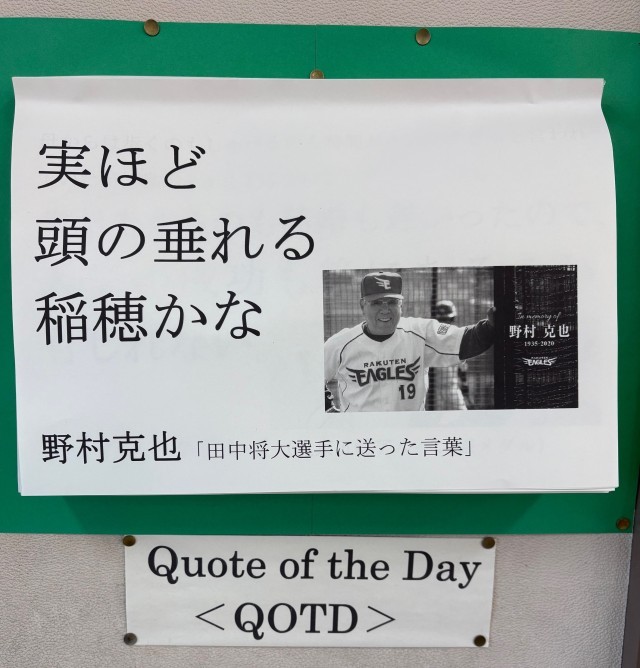 実ほど
頭の垂れる
稲穂かな
In memory of
野村 克也
1935-2020
RAKUTEN
EAGLES
RAKUTEN
EAGLES
19
野村克也「田中将大選手に送った言葉」
Quote of the Day
＜QOTD＞